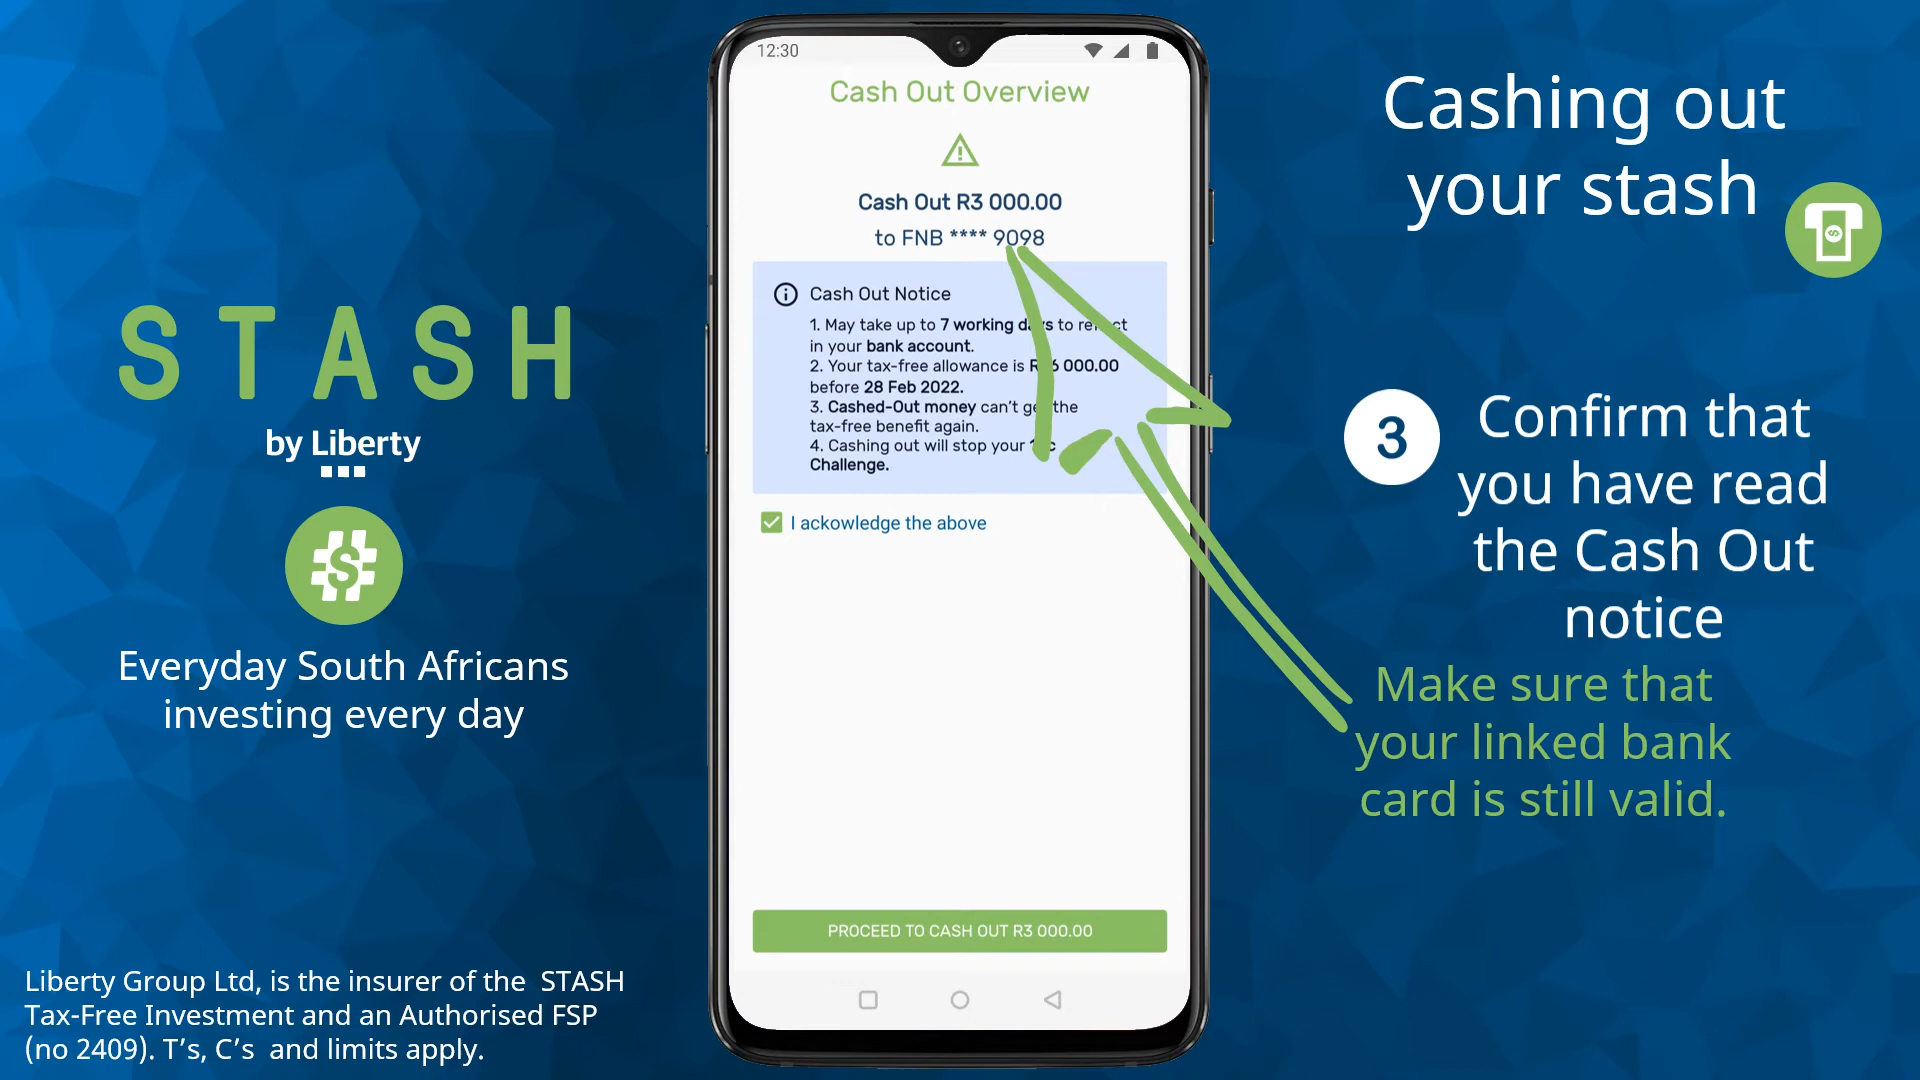 STASH
by Liberty
Everyday South Africans
investing every day
Liberty Group Ltd, is the insurer of the STASH
Tax-Free Investment and an Authorised FSP
(no 2409). T's, C's and limits apply.
12:30
Cash Out Overview
Cash Out R3 000.00
to FNB **** 9098
Cash Out Notice
1. May take up to 7 working days to reflect
in your bank account.
2. Your tax-free allowance is 000.00
before 28 Feb 2022.
3. Cashed-Out money can't get the
tax-free benefit again.
4. Cashing out will stop your
Challenge.
I ackowledge the above
PROCEED TO CASH OUT R3 000.00
Cashing out
your stash
3
Confirm that
you have read
the Cash Out
notice
Make sure that
your linked bank
card is still valid.